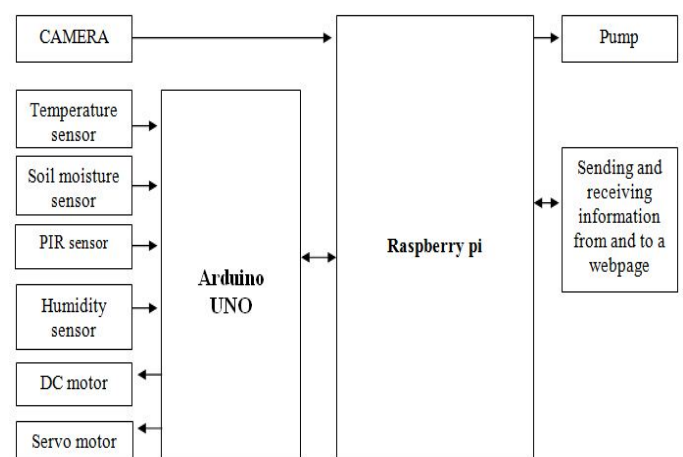 CAMERA
Temperature
sensor
Soil moisture
sensor
PIR sensor
Humidity
sensor
DC motor
Servo motor
Arduino
UNO
Raspberry pi
Pump
Sending and
receiving
information
from and to a
webpage